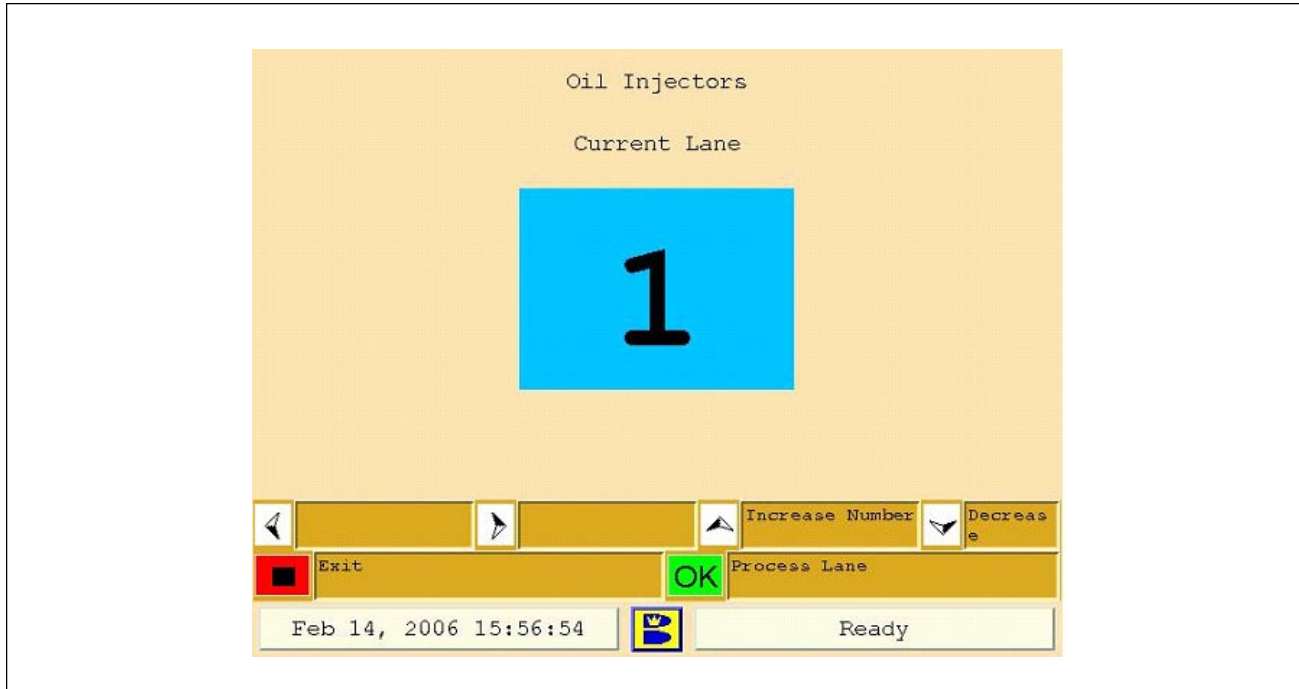 Oil Injectors
Current Lane
1
Increase Number
Decreas
e
Exit
OK
Process Lane
Feb 14, 2006 15:56:54
Ready